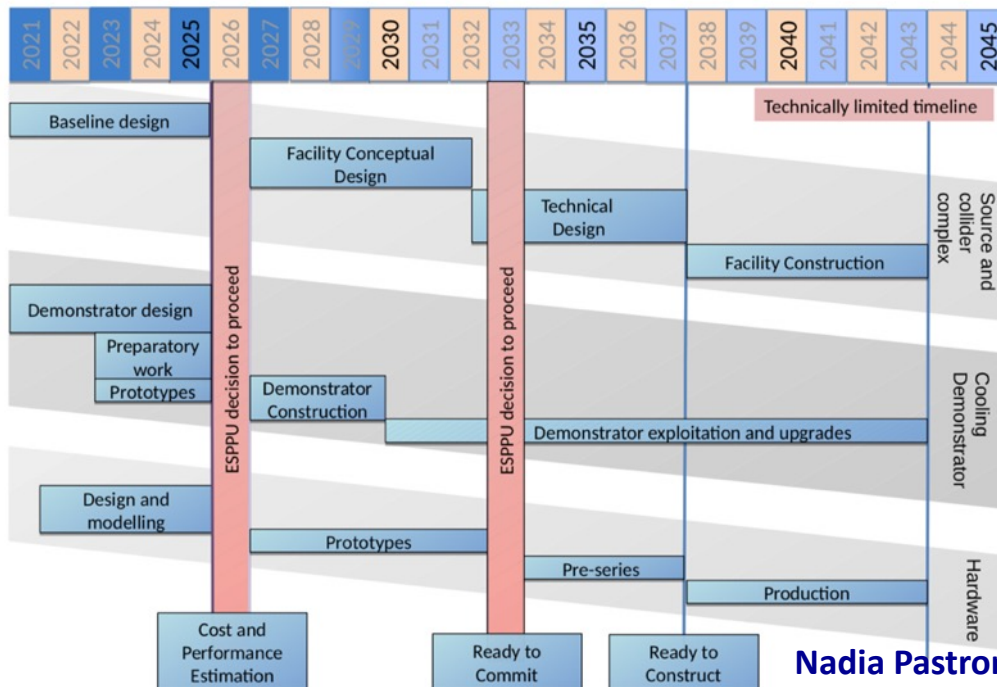 2021 2022 2023 2024 2025 2026 2027 2028 2029 2030 2031 2032 2033 2034 2035 2036 2037 2038 2039 2040 2041 2042 2043 2044 2045
Technically limited timeline
Baseline design
Facility Conceptual
Design
Technical
Design
Facility Construction
Source and
collider
complex
ESPPU decision to proceed
ESPPU decision to proceed
Demonstrator design
Preparatory
work
Prototypes
Demonstrator
Construction
Demonstrator exploitation and upgrades
Cooling
Demonstrator
Design and
modelling
Prototypes
Pre-series
Production
Hardware
Cost and
Performance
Estimation
Ready to
Commit
Ready to
Construct
Nadia Pastron